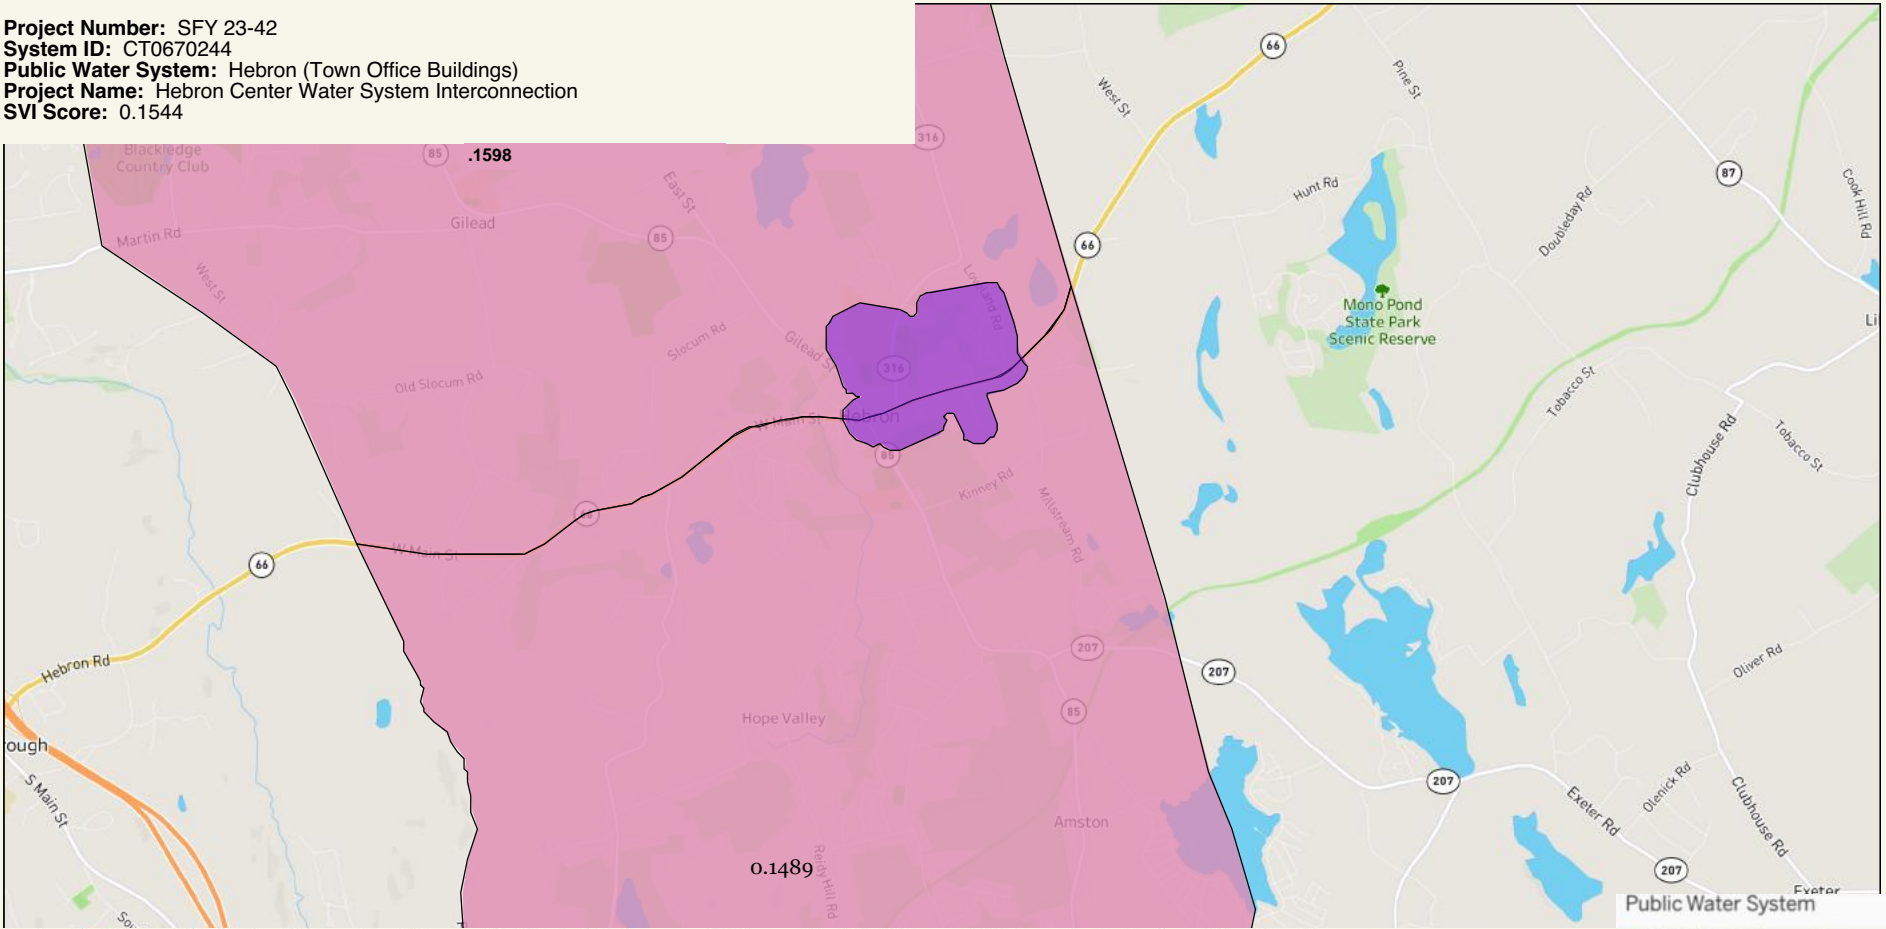 Project Number: SFY 23-42
System ID: CT0670244
Public Water System: Hebron (Town Office Buildings)
Project Name: Hebron Center Water System Interconnection
SVI Score: 0.1544
66
Pine St
West St
316
87
Blackledge
Country Club
85
.1598
East St
Hunt Rd
Cook Hill Rd
Doubleday Rd
Gilead
Martin Rd
85
66
West St
Mono Pond
State Park
Scenic Reserve
Slocum Rd
Gilead St
316
Old Slocum Rd
Tobacco St
W Main St
Hebron
Clubhouse Rd
Tobacco St
85
Kinney Rd
Millstream Rd
W Main St
66
207
207
Hebron Rd
Oliver Rd
Hope Valley
85
ough
S Main St
207
Exeter Rd
Olenick Rd
Clubhouse Rd
Amston
0.1489
Reidy Hill Rd
207
Exeter
Public Water System